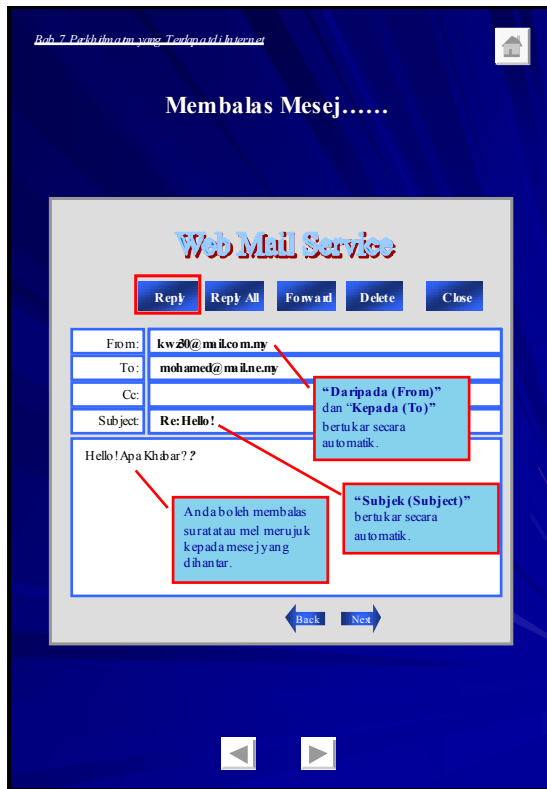 Bab 7 Perkhidmatan yang Terdapat di Internet
Membalas Mesej……
Web Mail Service
Reply Reply All Forward Delete Close
From: kwz30@mail.com.my
To: mohamed@mail.ne.my
Cc:
Subject: Re: Hello!
Hello! Apa Khabar??
“Daripada (From)”
dan “Kepada (To)”
bertukar secara
automatik.
“Subjek (Subject)”
bertukar secara
automatik.
Anda boleh membalas
surat atau mel merujuk
kepada mesej yang
dihantar.
Back Next